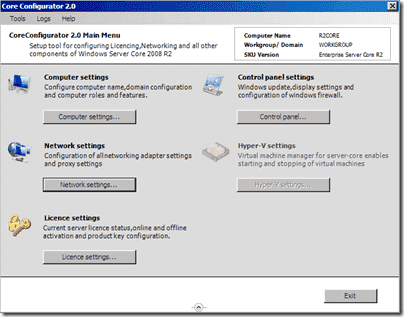 Core Configurator 2.0
Tools Logs Help
CoreConfigurator 2.0 Main Menu
Setup tool for configuring Licencing,Networking and all other
components of Windows Server Core 2008 R2
Computer Name R2CORE
Workgroup/ Domain WORKGROUP
SKU Version Enterprise Server Core R2
Computer settings
Configure computer name,domain configuration
and computer roles and features.
Computer settings...
Control panel settings
Windows update,display settings and
configuration of windows firewall.
Control panel...
Network settings
Configuration of all networking adapter settings
and proxy settings
Network settings...
Hyper-V settings
Virtual machine manager for server-core enables
starting and stopping of virtual machines
Hyper-V settings...
Licence settings
Current server licence status,online and offline
activation and product key configuration.
Licence settings...
Exit